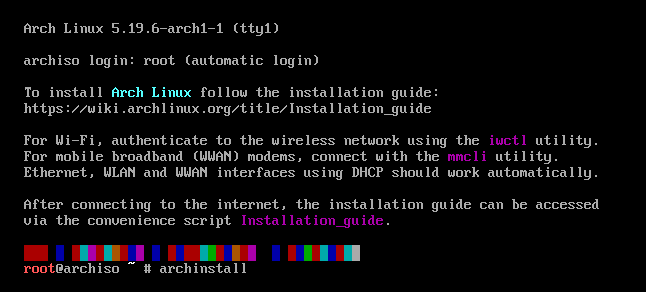 Arch Linux 5.19.6-arch1-1 (tty1)
archiso login: root (automatic login)
To install Arch Linux follow the installation guide:
https://wiki.archlinux.org/title/Installation_guide
For Wi-Fi, authenticate to the wireless network using the iwctl utility.
For mobile broadband (WWAN) modems, connect with the mmcli utility.
Ethernet, WLAN and WWAN interfaces using DHCP should work automatically.
After connecting to the internet, the installation guide can be accessed
via the convenience script Installation_guide.
root@archiso ~ # archinstall